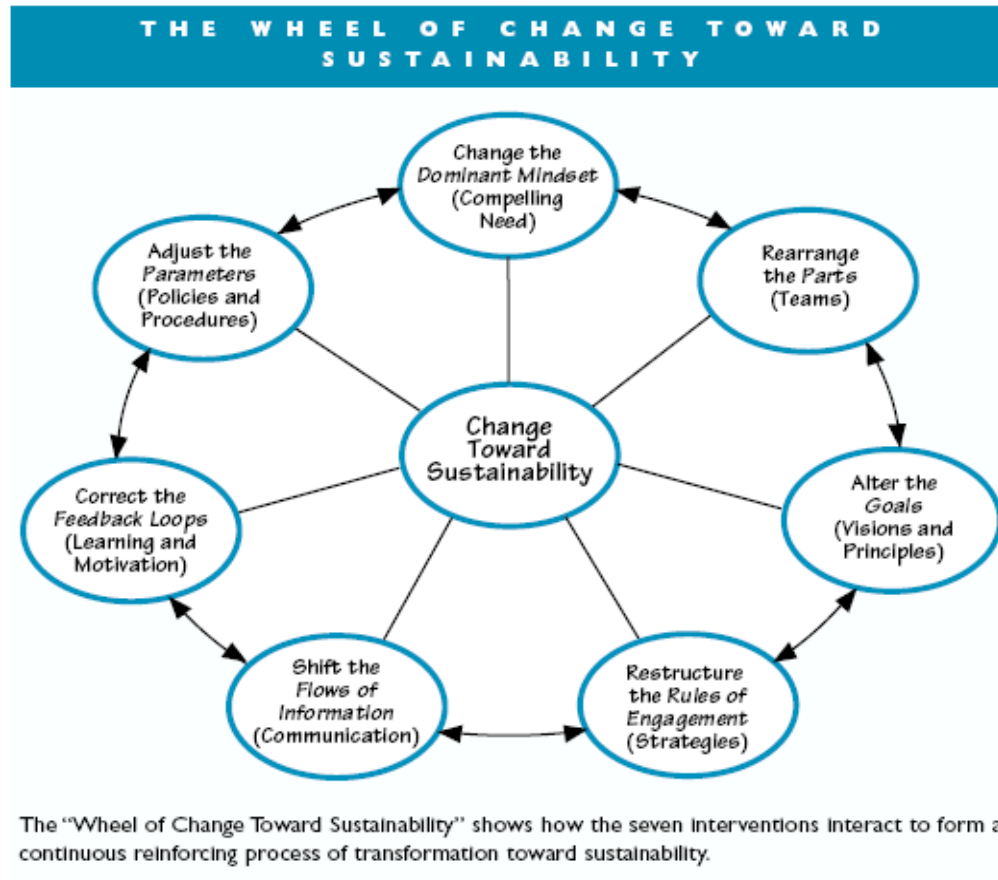 THE WHEEL OF CHANGE TOWARD
SUSTAINABILITY
Change the
Dominant Mindset
(Compelling
Need)
Rearrange
the Parts
(Teams)
Alter the
Goals
(Visions and
Principles)
Restructure
the Rules of
Engagement
(Strategies)
Shift the
Flows of
Information
(Communication)
Correct the
Feedback Loops
(Learning and
Motivation)
Adjust the
Parameters
(Policies and
Procedures)
Change
Toward
Sustainability
The “Wheel of Change Toward Sustainability” shows how the seven interventions interact to form a
continuous reinforcing process of transformation toward sustainability.